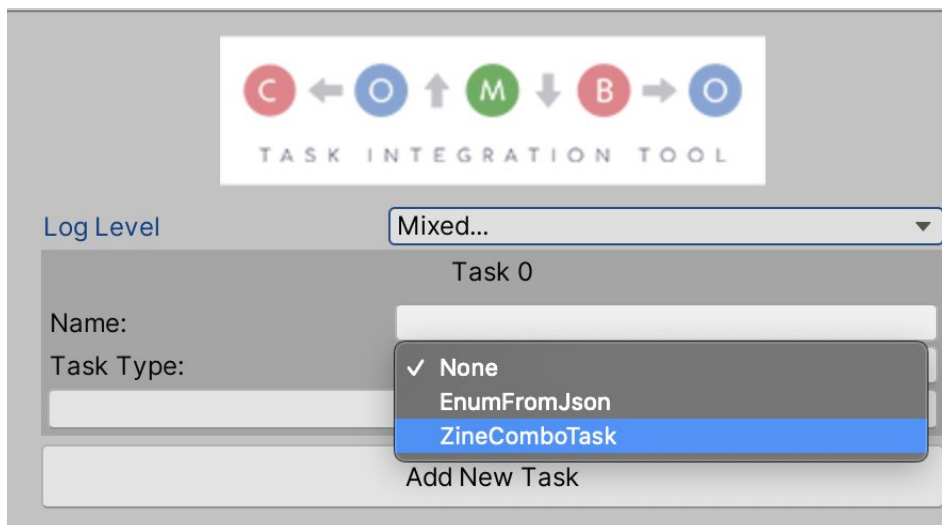 C O M B O
TASK INTEGRATION TOOL
Log Level Mixed...
Task 0
Name:
Task Type:
None
EnumFromJson
ZineComboTask
Add New Task